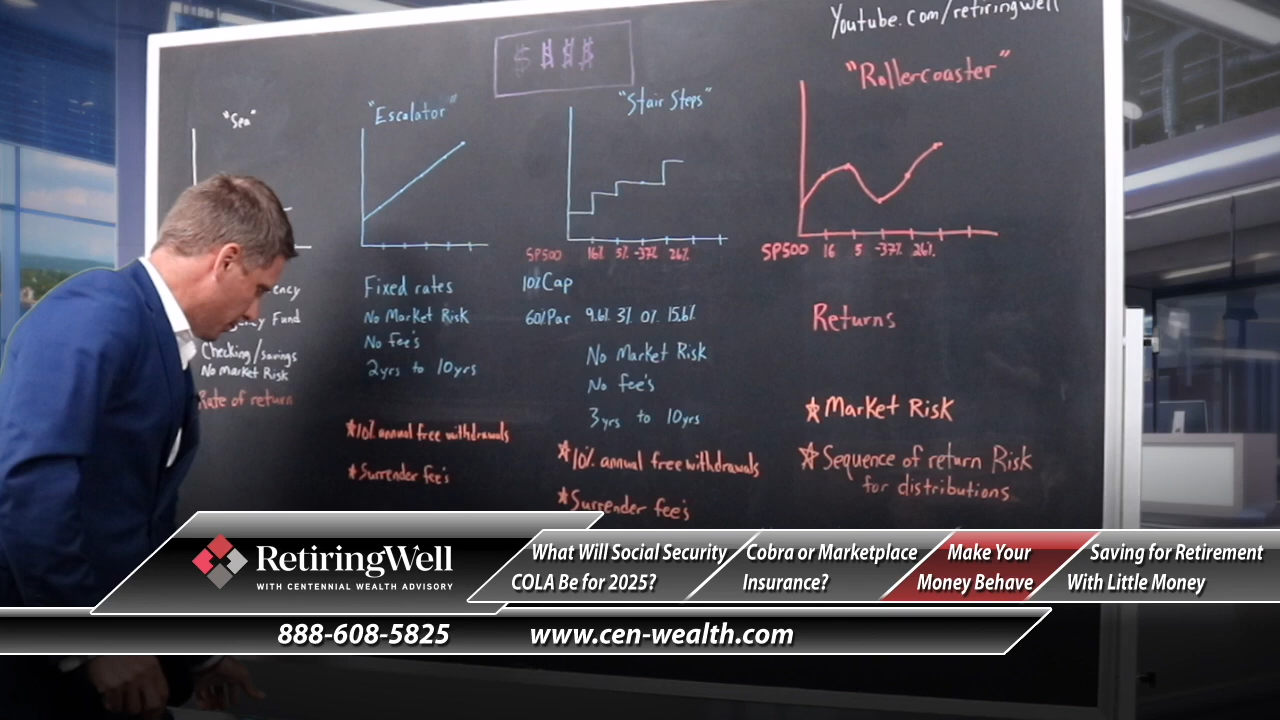 Youtube.com/retiringwell
$ $ $ $
"Sea"
ency
Fund
Checking/savings
No Market Risk
Rate of return
"Escalator"
Fixed rates
No Market Risk
No fee's
2yrs to 10yrs
*10% annual free withdrawals
*Surrender fee's
"Stair Steps"
SP500 16% 5% -37% 26%
10% Cap
60% Par 9.6% 3% 0% 15.6%
No Market Risk
No fee's
3yrs to 10yrs
*10% annual free withdrawals
*Surrender fee's
"Rollercoaster"
SP500 16 5 -37% 26%
Returns
*Market Risk
*Sequence of return Risk
for distributions
RetiringWell
WITH CENTENNIAL WEALTH ADVISORY
What Will Social Security
COLA Be for 2025?
Cobra or Marketplace
Insurance?
Make Your
Money Behave
Saving for Retirement
With Little Money
888-608-5825
www.cen-wealth.com